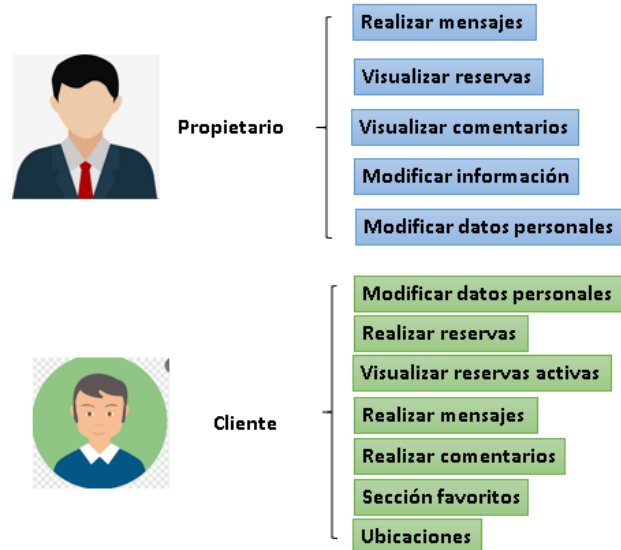 Realizar mensajes
Visualizar reservas
Propietario
Visualizar comentarios
Modificar información
Modificar datos personales
Modificar datos personales
Realizar reservas
Visualizar reservas activas
Cliente
Realizar mensajes
Realizar comentarios
Sección favoritos
Ubicaciones